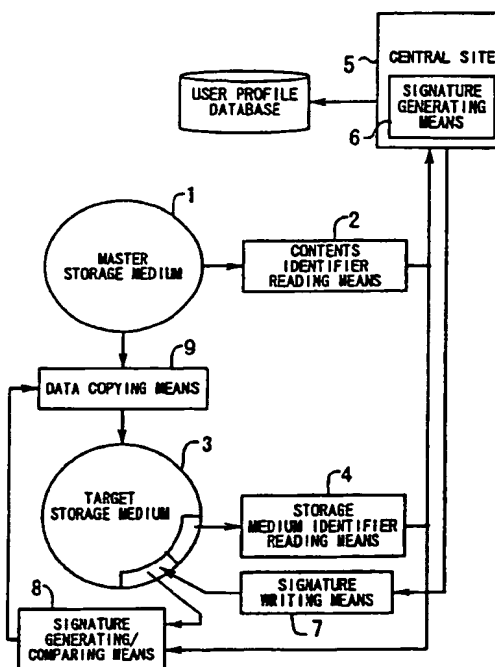 5
CENTRAL SITE
SIGNATURE
GENERATING
MEANS
6
USER PROFILE
DATABASE
1
MASTER
STORAGE MEDIUM
2
CONTENTS
IDENTIFIER
READING MEANS
9
DATA COPYING MEANS
3
TARGET
STORAGE MEDIUM
4
STORAGE
MEDIUM IDENTIFIER
READING MEANS
SIGNATURE
WRITING MEANS
7
8
SIGNATURE
GENERATING/
COMPARING MEANS